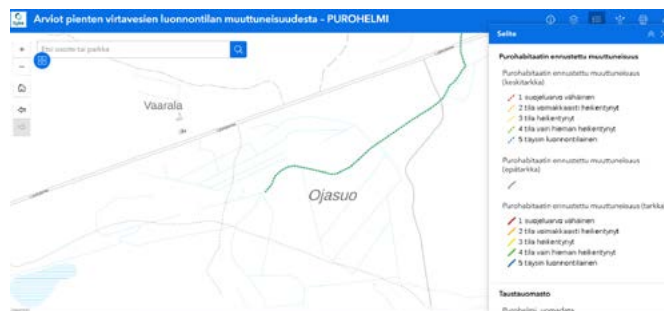 Arviot pienten virtavesien luonnontilan muuttuneisuudesta - PUROHELMI
Etsi osoite tai paikka
Selite
Purohabitaatin ennustettu muuttuneisuus
Purohabitaatin ennustettu muuttuneisuus
(keskitarkka)
1 suojeluarvo vähäinen
2 tila voimakkaasti heikentynyt
3 tila heikentynyt
4 tila vain hieman heikentynyt
5 täysin luonnontilainen
Purohabitaatin ennustettu muuttuneisuus
(epätarkka)
Purohabitaatin ennustettu muuttuneisuus (tarkka)
1 suojeluarvo vähäinen
2 tila voimakkaasti heikentynyt
3 tila heikentynyt
4 tila vain hieman heikentynyt
5 täysin luonnontilainen
Taustauomasto
Vaarala
Ojasuo